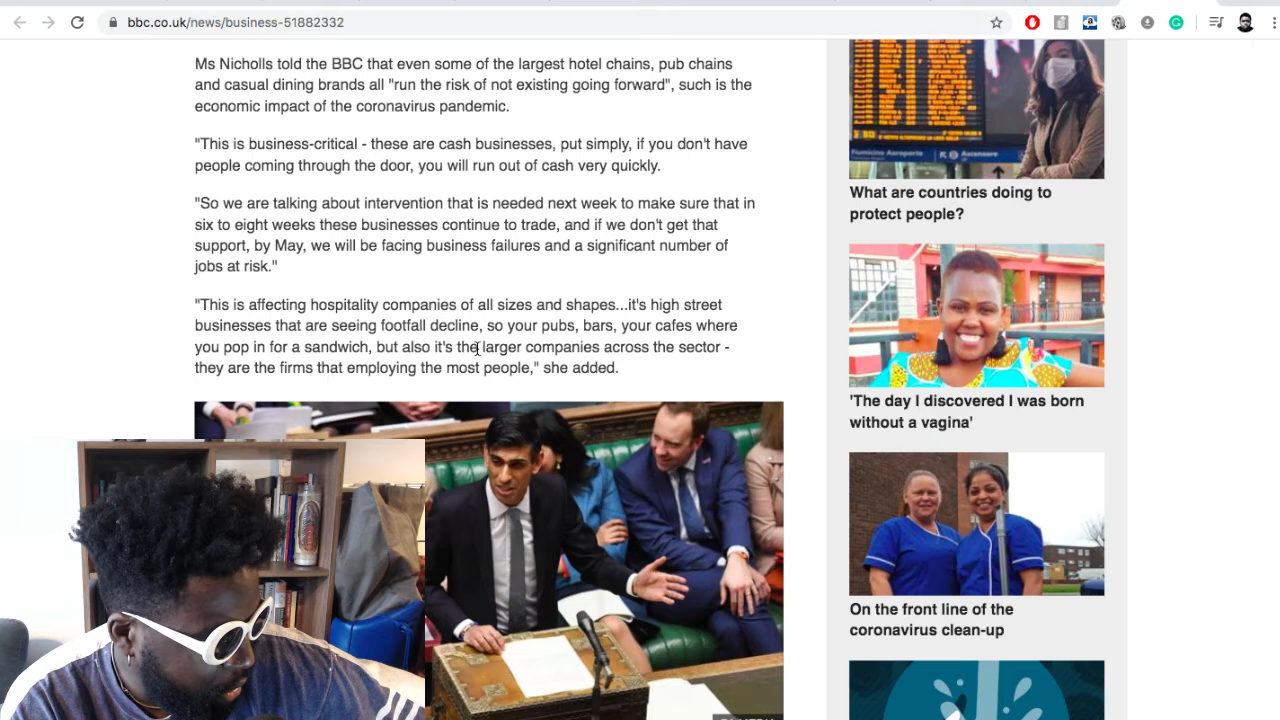 bbc.co.uk/news/business-51882332
Ms Nicholls told the BBC that even some of the largest hotel chains, pub chains
and casual dining brands all "run the risk of not existing going forward", such is the
economic impact of the coronavirus pandemic.
"This is business-critical - these are cash businesses, put simply, if you don't have
people coming through the door, you will run out of cash very quickly.
"So we are talking about intervention that is needed next week to make sure that in
six to eight weeks these businesses continue to trade, and if we don't get that
support, by May, we will be facing business failures and a significant number of
jobs at risk."
"This is affecting hospitality companies of all sizes and shapes...it's high street
businesses that are seeing footfall decline, so your pubs, bars, your cafes where
you pop in for a sandwich, but also it's the larger companies across the sector -
they are the firms that employing the most people," she added.
Fiumicino Aeroporto
Ascensore
What are countries doing to
protect people?
'The day I discovered I was born
without a vagina'
On the front line of the
coronavirus clean-up